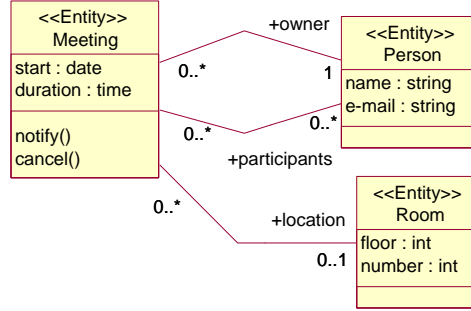 <<Entity>>
Meeting
start : date
duration : time
notify()
cancel()
+owner
0..*
1
<<Entity>>
Person
name : string
e-mail : string
0..*
0..*
+participants
0..*
+location
0..1
<<Entity>>
Room
floor : int
number : int